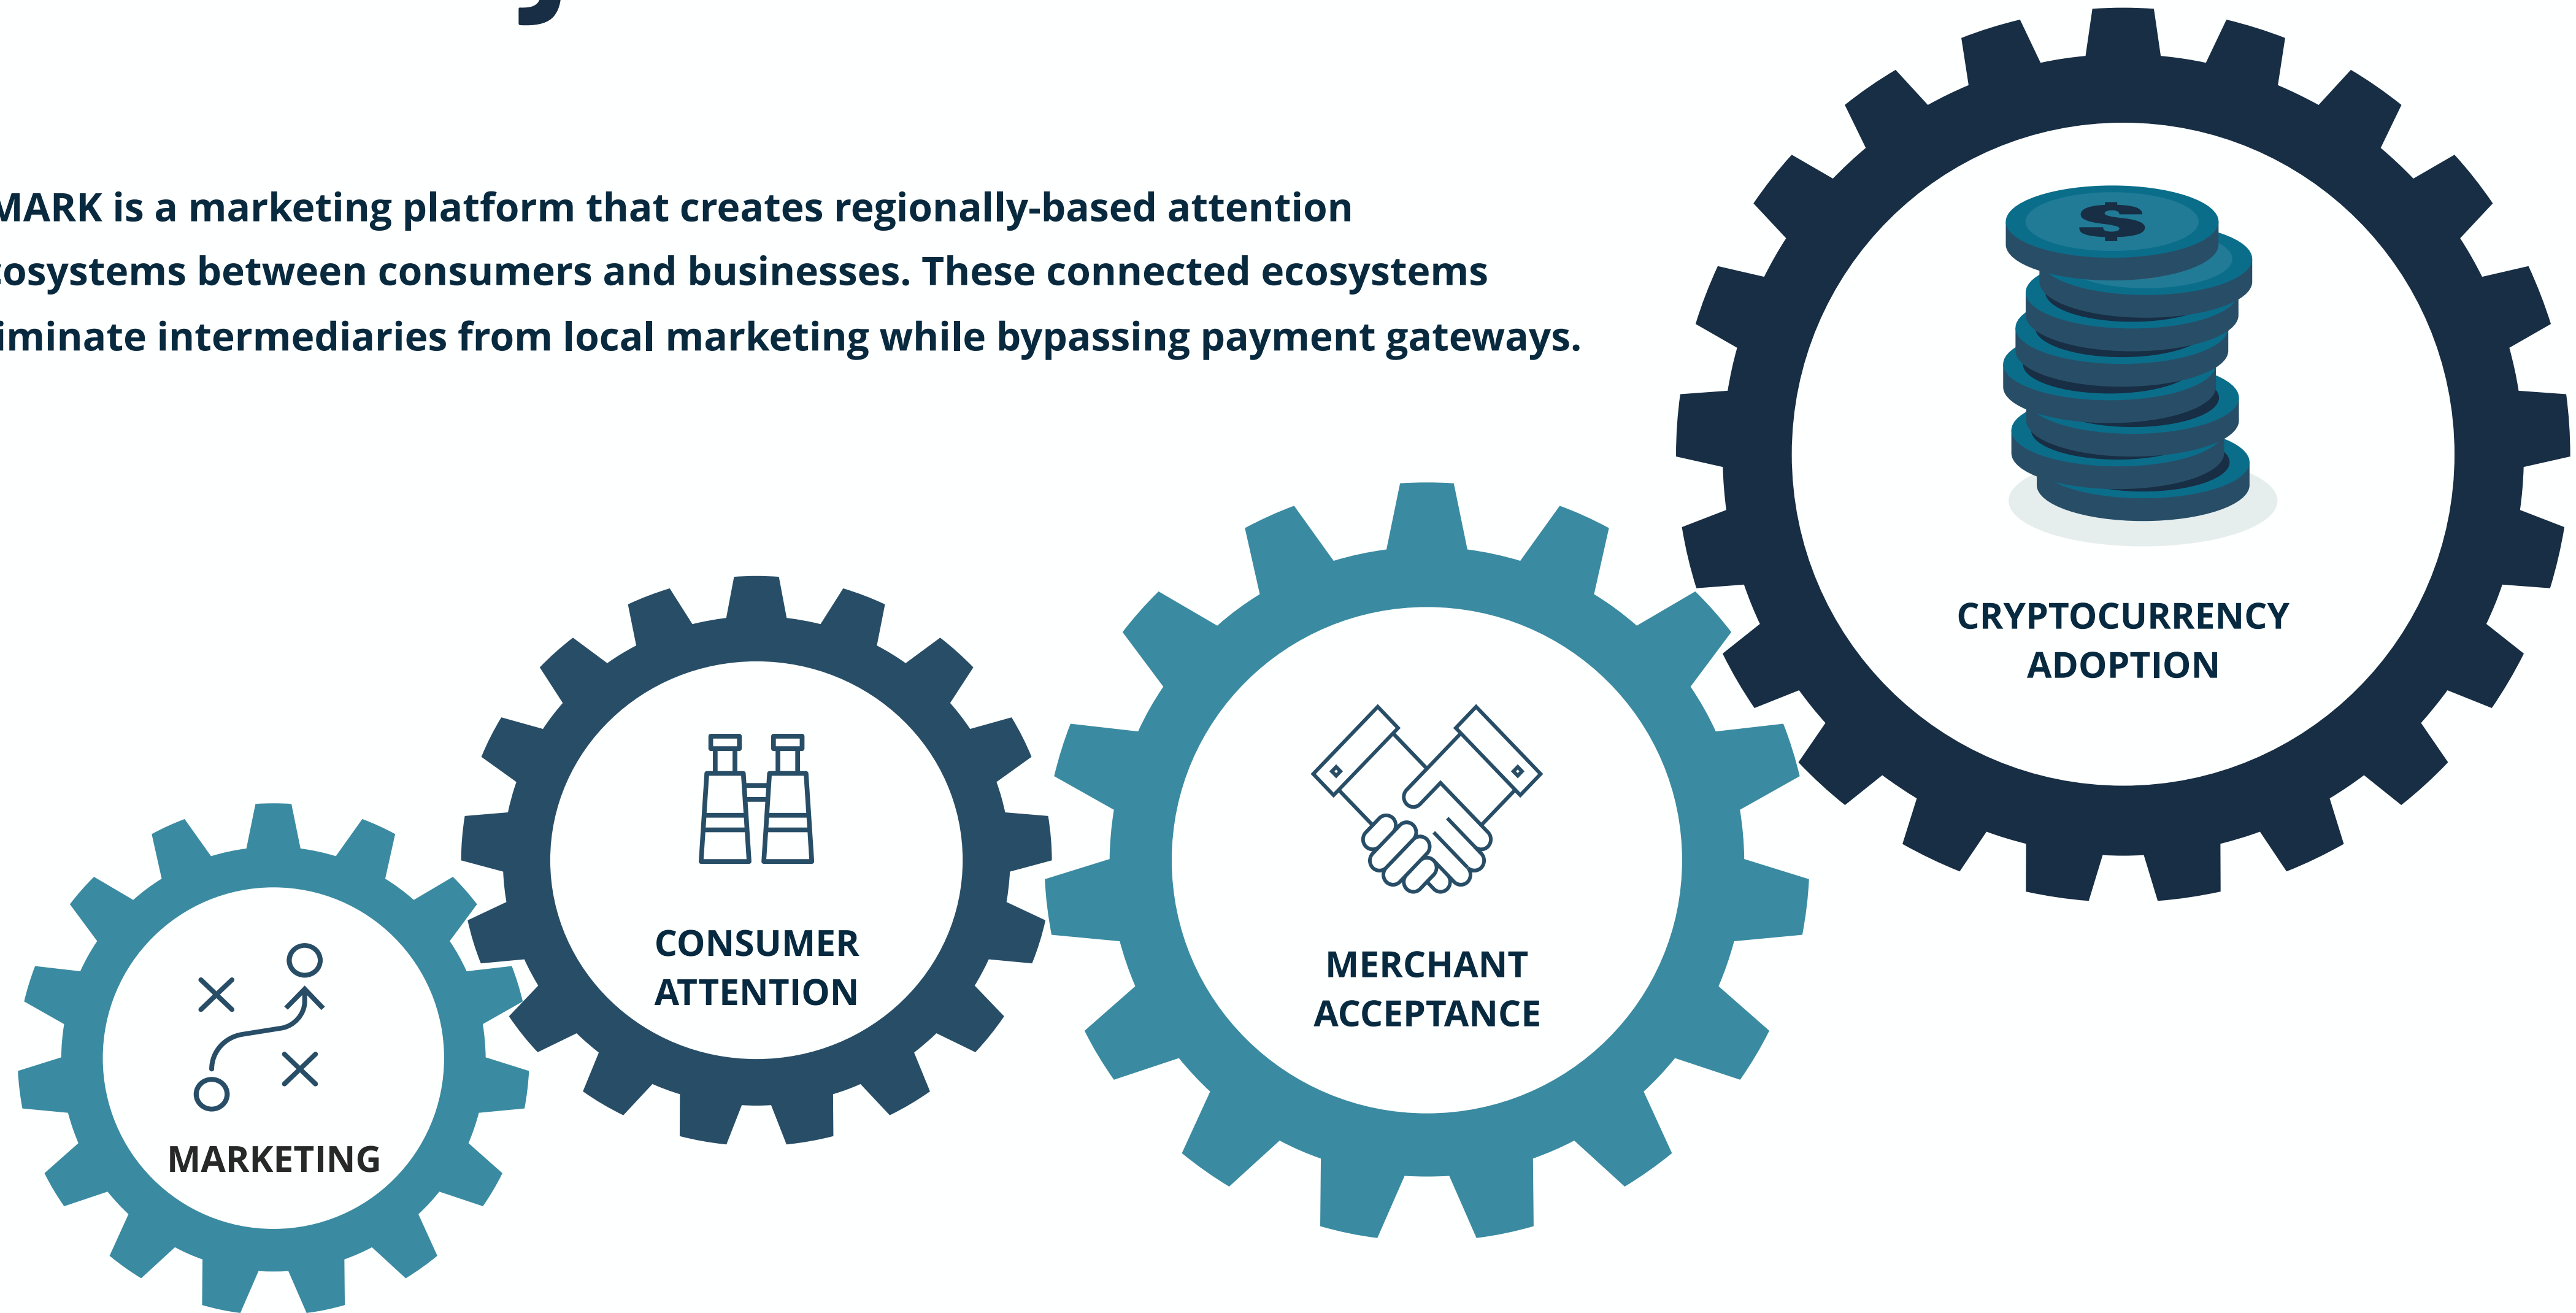 MARK is a marketing platform that creates regionally-based attention
cosystems between consumers and businesses. These connected ecosystems
iminate intermediaries from local marketing while bypassing payment gateways.
$
CRYPTOCURRENCY
ADOPTION
CONSUMER
ATTENTION
MERCHANT
ACCEPTANCE
MARKETING